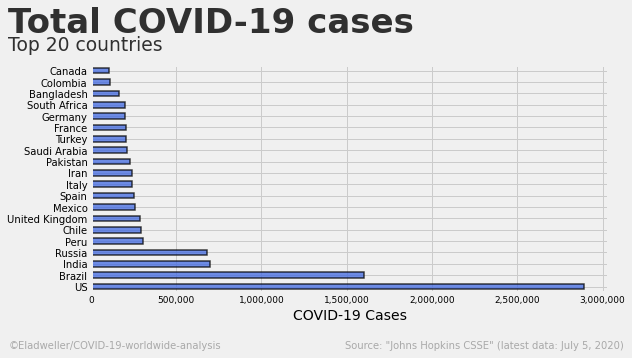 Total COVID-19 cases
Top 20 countries
Canada
Colombia
Bangladesh
South Africa
Germany
France
Turkey
Saudi Arabia
Pakistan
Iran
Italy
Spain
Mexico
United Kingdom
Chile
Peru
Russia
India
Brazil
US
0 500,000 1,000,000 1,500,000 2,000,000 2,500,000 3,000,000
COVID-19 Cases
©Eladweller/COVID-19-worldwide-analysis Source: "Johns Hopkins CSSE" (latest data: July 5, 2020)